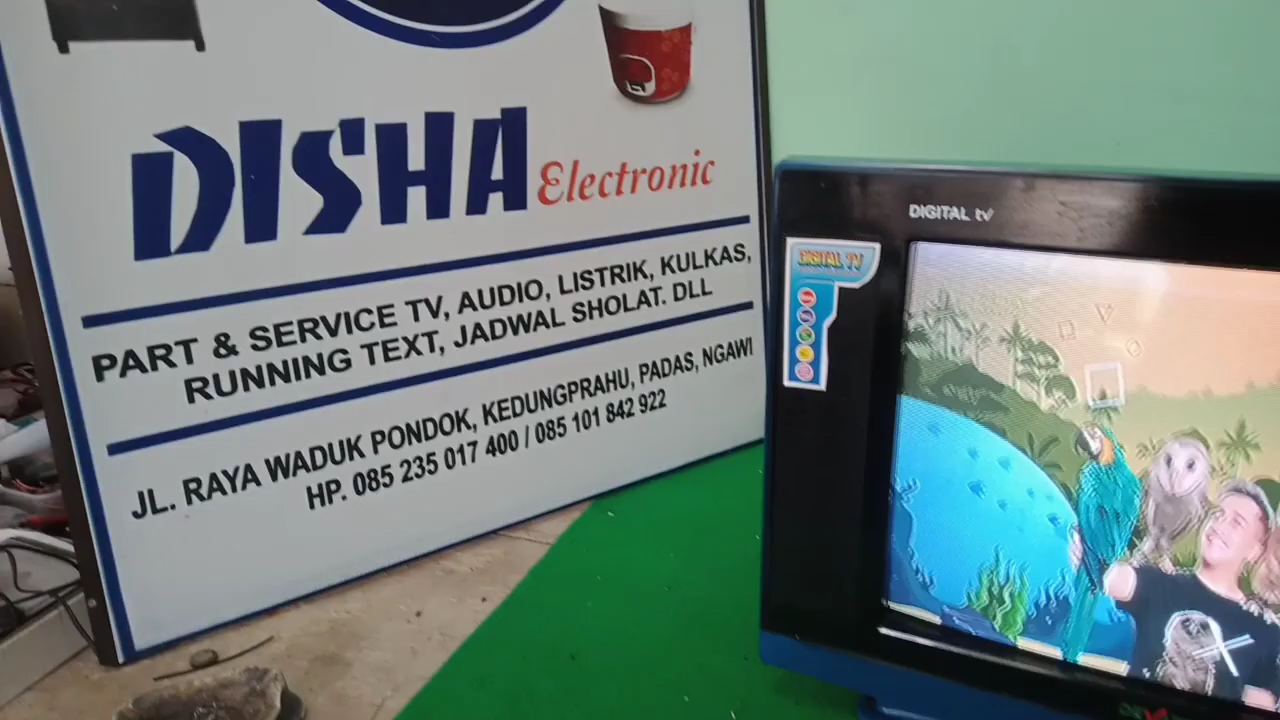 DISHA Electronic
PART & SERVICE TV, AUDIO, LISTRIK, KULKAS,
RUNNING TEXT, JADWAL SHOLAT. DLL
JL. RAYA WADUK PONDOK, KEDUNGPRAHU, PADAS, NGAWI
HP. 085 235 017 400 / 085 101 842 922
DIGITAL tv
DIGITAL TV